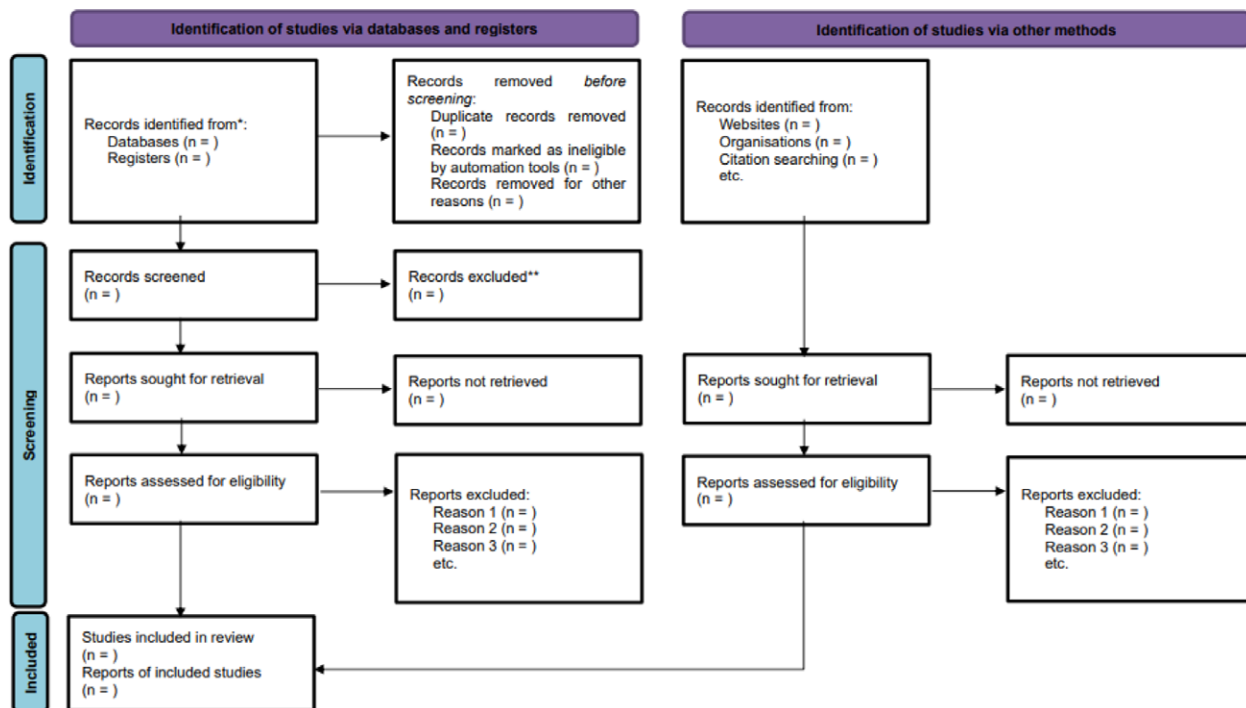 Identification of studies via databases and registers
Identification of studies via other methods
Identification
Records identified from*:
Databases (n = )
Registers (n = )
Records removed before
screening:
Duplicate records removed
(n = )
Records marked as ineligible
by automation tools (n = )
Records removed for other
reasons (n = )
Records identified from:
Websites (n = )
Organisations (n = )
Citation searching (n = )
etc.
Screening
Records screened
(n = )
Records excluded**
(n = )
Reports sought for retrieval
(n = )
Reports not retrieved
(n = )
Reports sought for retrieval
(n = )
Reports not retrieved
(n = )
Reports assessed for eligibility
(n = )
Reports excluded:
Reason 1 (n = )
Reason 2 (n = )
Reason 3 (n = )
etc.
Reports assessed for eligibility
(n = )
Reports excluded:
Reason 1 (n = )
Reason 2 (n = )
Reason 3 (n = )
etc.
Included
Studies included in review
(n = )
Reports of included studies
(n = )